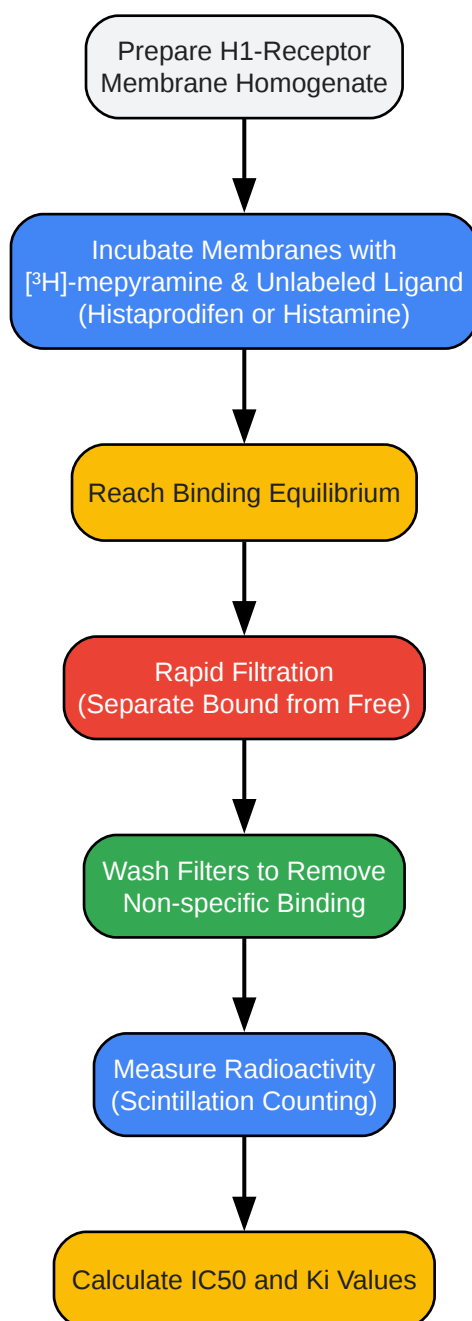 Prepare H1-Receptor
Membrane Homogenate
Incubate Membranes with
[³H]-mepyramine & Unlabeled Ligand
(Histaprodifen or Histamine)
Reach Binding Equilibrium
Rapid Filtration
(Separate Bound from Free)
Wash Filters to Remove
Non-specific Binding
Measure Radioactivity
(Scintillation Counting)
Calculate IC50 and Ki Values